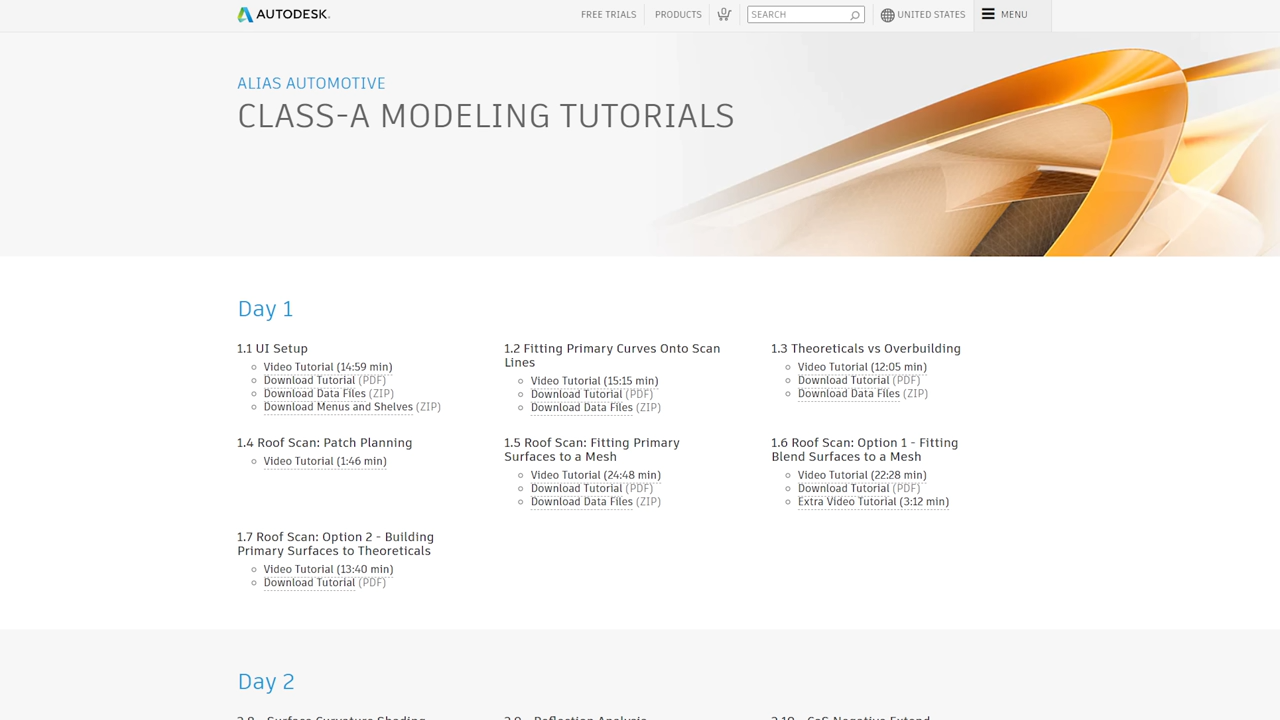 AUTODESK.
FREE TRIALS
PRODUCTS
0
SEARCH
UNITED STATES
MENU
ALIAS AUTOMOTIVE
CLASS-A MODELING TUTORIALS
Day 1
1.1 UI Setup
Video Tutorial (14:59 min)
Download Tutorial (PDF)
Download Data Files (ZIP)
Download Menus and Shelves (ZIP)
1.2 Fitting Primary Curves Onto Scan
Lines
Video Tutorial (15:15 min)
Download Tutorial (PDF)
Download Data Files (ZIP)
1.3 Theoreticals vs Overbuilding
Video Tutorial (12:05 min)
Download Tutorial (PDF)
Download Data Files (ZIP)
1.4 Roof Scan: Patch Planning
Video Tutorial (1:46 min)
1.5 Roof Scan: Fitting Primary
Surfaces to a Mesh
Video Tutorial (24:48 min)
Download Tutorial (PDF)
Download Data Files (ZIP)
1.6 Roof Scan: Option 1 - Fitting
Blend Surfaces to a Mesh
Video Tutorial (22:28 min)
Download Tutorial (PDF)
Extra Video Tutorial (3:12 min)
1.7 Roof Scan: Option 2 - Building
Primary Surfaces to Theoreticals
Video Tutorial (13:40 min)
Download Tutorial (PDF)
Day 2